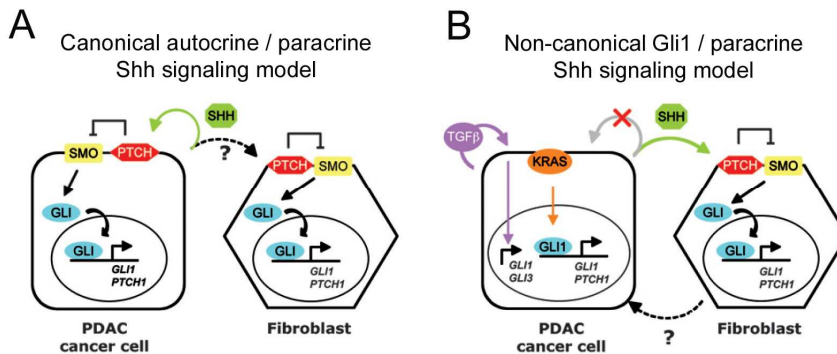 A
Canonical autocrine / paracrine
Shh signaling model
SHH
?
SMO
PTCH
PTCH
SMO
GLI
GLI
GLI
GLI1
PTCH1
GLI
GLI1
PTCH1
PDAC
cancer cell
Fibroblast
B
Non-canonical Gli1 / paracrine
Shh signaling model
TGFβ
SHH
KRAS
PTCH
SMO
GLI
GLI1
GLI3
GLI1
GLI1
PTCH1
GLI
GLI1
PTCH1
?
PDAC
cancer cell
Fibroblast